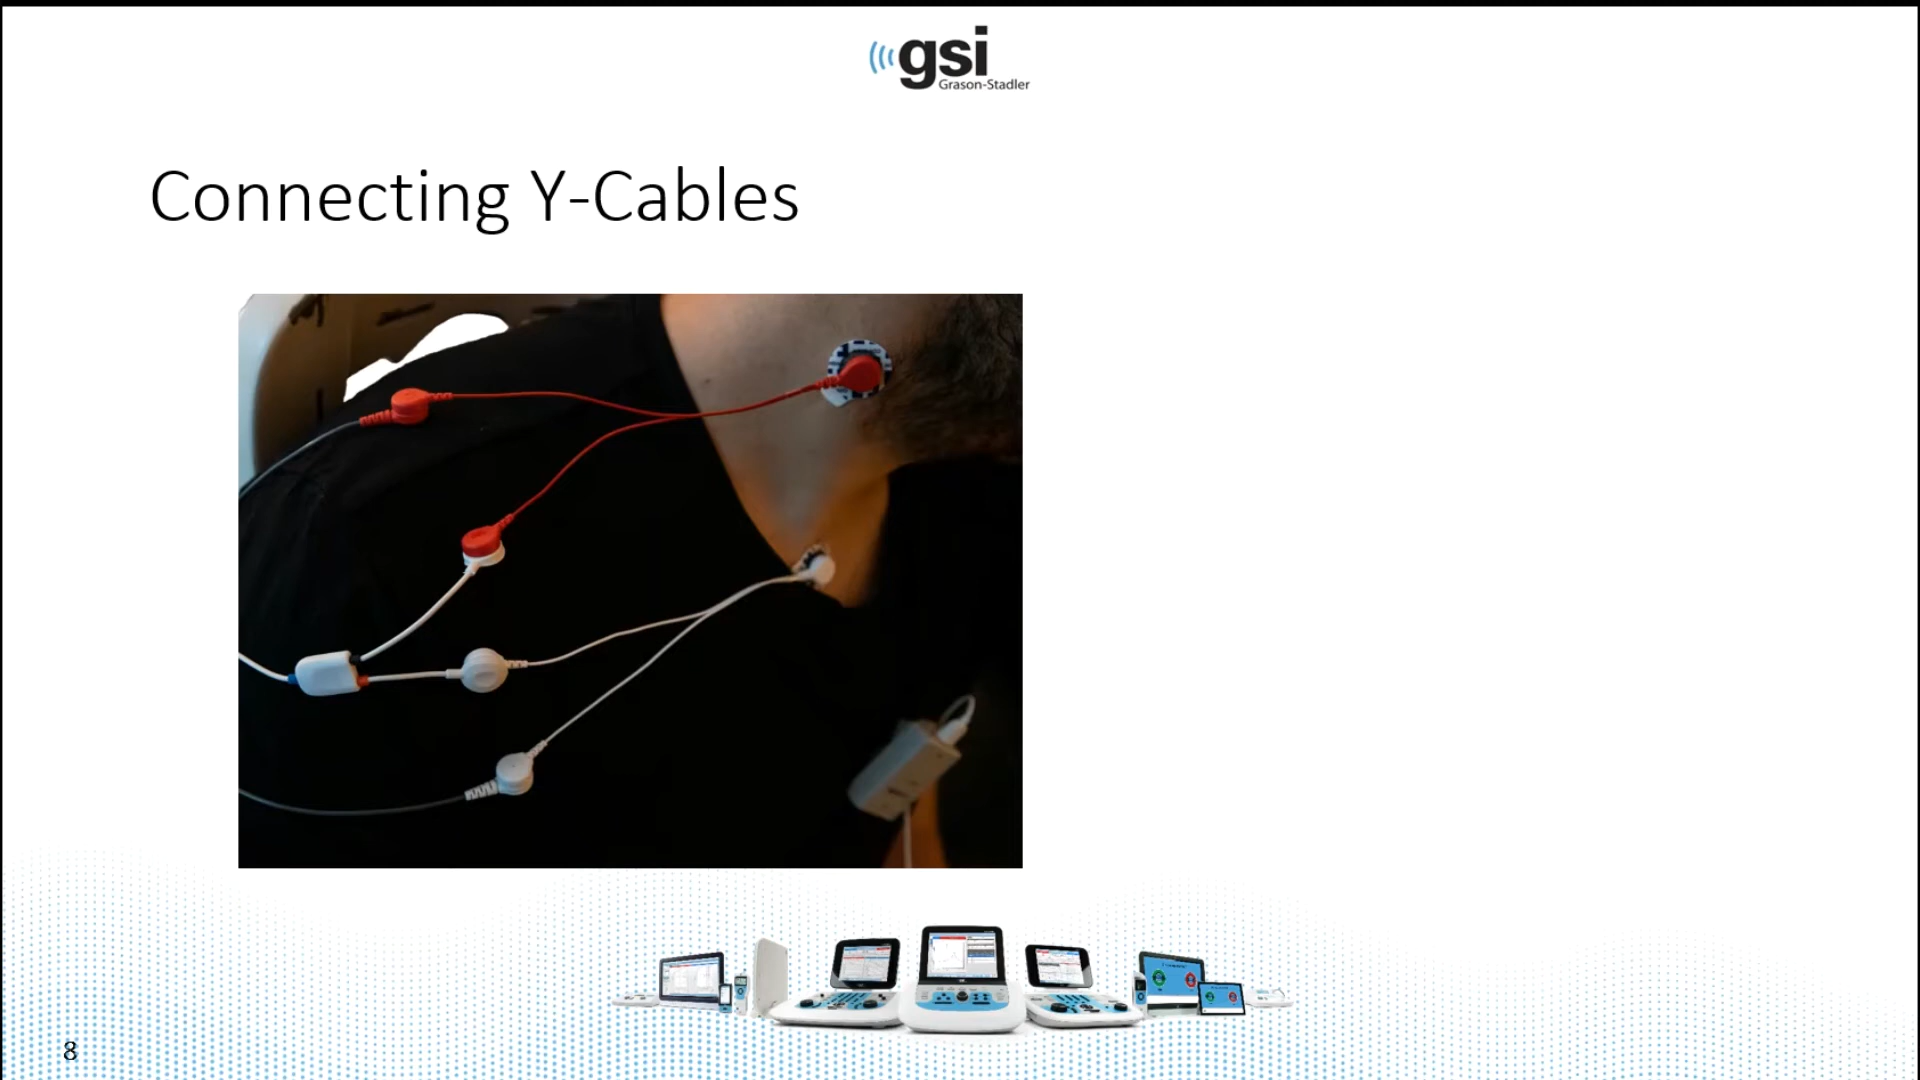 gsi
Grason-Stadler
Connecting Y-Cables
8